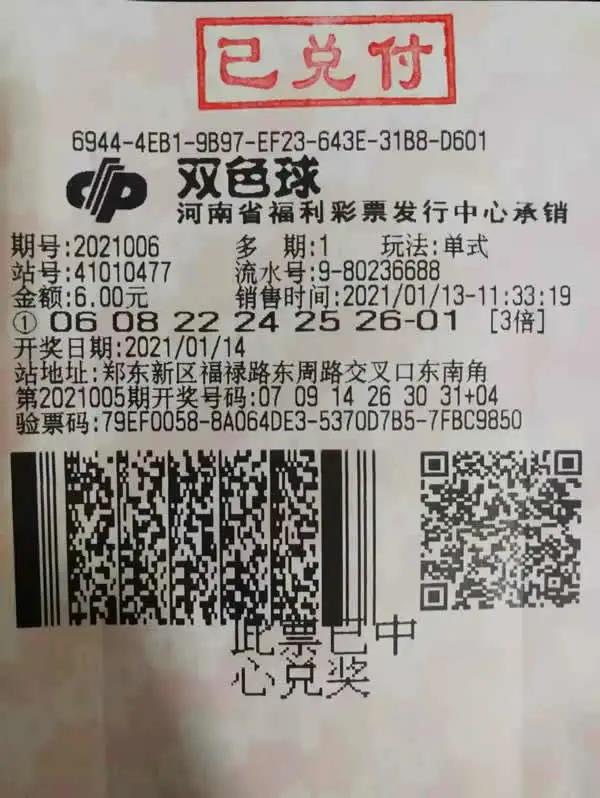 已兑付
6944-4EB1-9B97-EF23-643E-31B8-D601
双色球
河南省福利彩票发行中心承销
期号:2021006 多 期:1 玩法:单式
站号:41010477 流水号:9-80236688
金额:6.00元 销售时间:2021/01/13-11:33:19
① 06 08 22 24 25 26-01 [3倍]
开奖日期:2021/01/14
站地址:郑东新区福禄路东周路交叉口东南角
第2021005期开奖号码:07 09 14 26 30 31+04
验票码:79EF0058-8A064DE3-5370D7B5-7FBC9850
此票已中
心兑奖